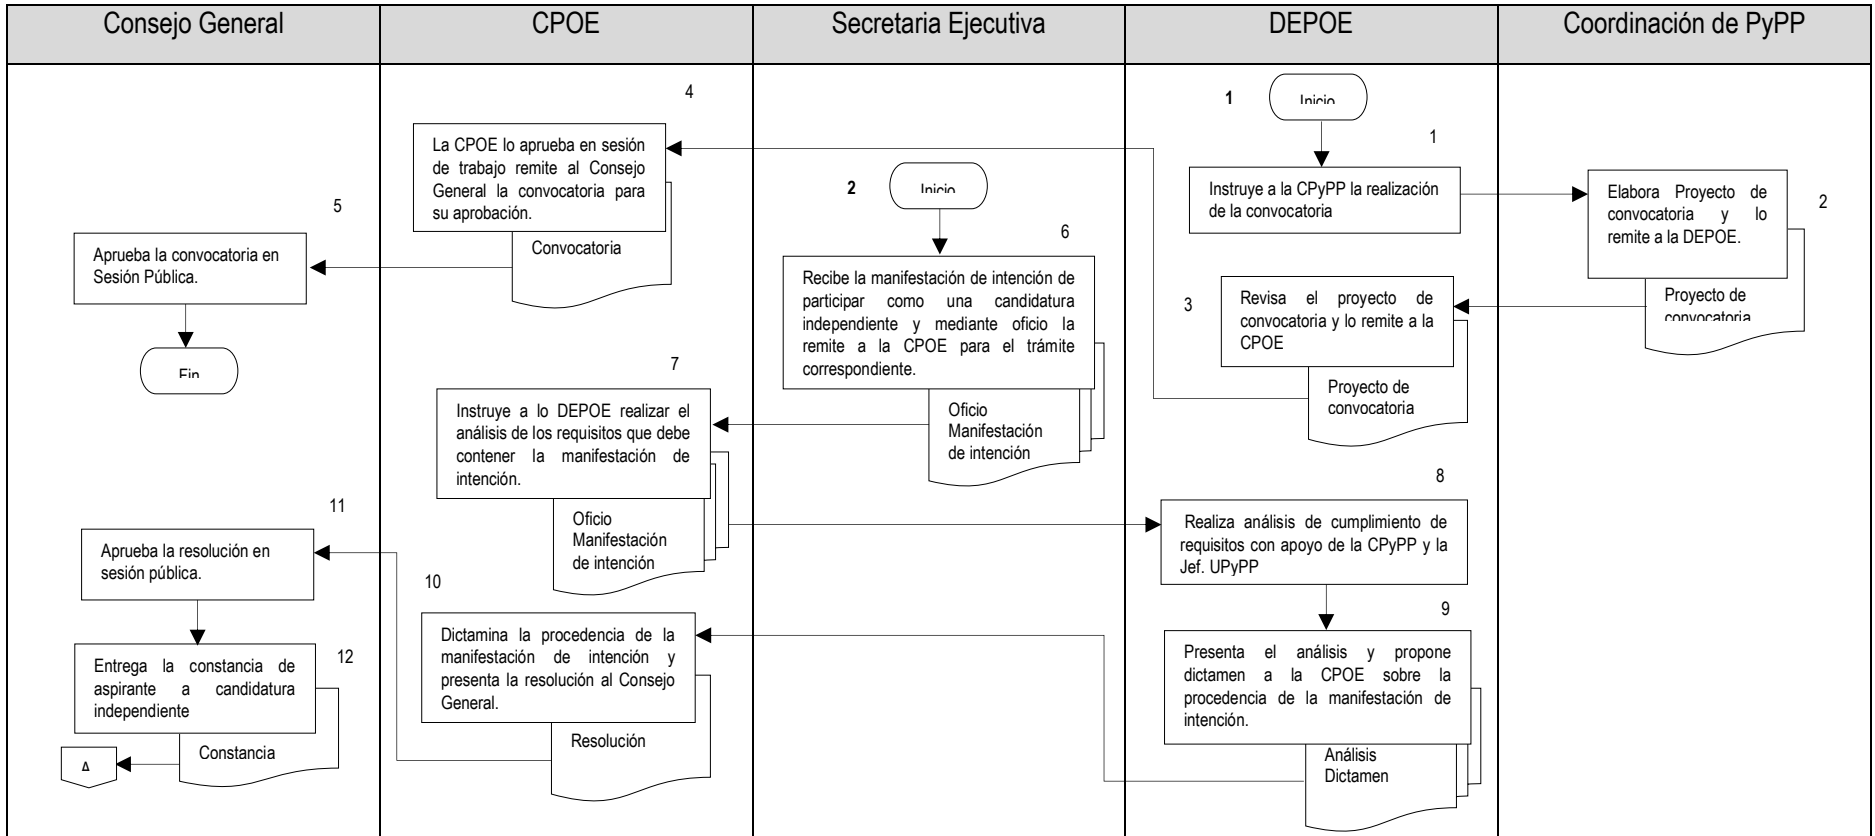 Consejo General
CPOE
Secretaria Ejecutiva
DEPOE
Coordinación de PyPP
1
Inicio
1
Instruye a la CPyPP la realización
de la convocatoria
2
Elabora Proyecto de
convocatoria y lo
remite a la DEPOE.
Proyecto de
convocatoria
3
Revisa el proyecto de
convocatoria y lo remite a la
CPOE
Proyecto de
convocatoria
4
La CPOE lo aprueba en sesión
de trabajo remite al Consejo
General la convocatoria para
su aprobación.
Convocatoria
5
Aprueba la convocatoria en
Sesión Pública.
Fin
2
Inicio
6
Recibe la manifestación de intención de
participar como una candidatura
independiente y mediante oficio la
remite a la CPOE para el trámite
correspondiente.
Oficio
Manifestación
de intención
7
Instruye a lo DEPOE realizar el
análisis de los requisitos que debe
contener la manifestación de
intención.
Oficio
Manifestación
de intención
8
Realiza análisis de cumplimiento de
requisitos con apoyo de la CPyPP y la
Jef. UPyPP
9
Presenta el análisis y propone
dictamen a la CPOE sobre la
procedencia de la manifestación de
intención.
Análisis
Dictamen
10
Dictamina la procedencia de la
manifestación de intención y
presenta la resolución al Consejo
General.
Resolución
11
Aprueba la resolución en
sesión pública.
12
Entrega la constancia de
aspirante a candidatura
independiente
Constancia
A